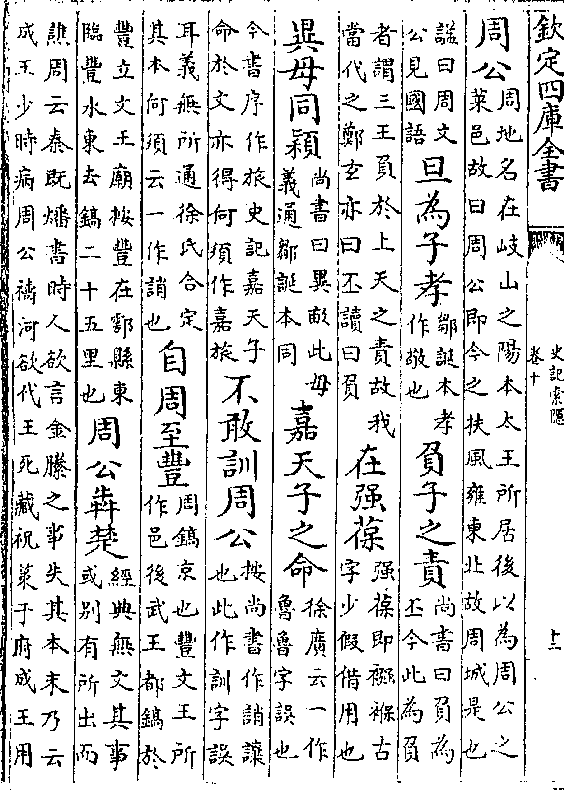 欽定四庫全書
史記索隱
卷十
十二
周公
周地名在岐山之陽本太王所居後以為周公之
菜邑故曰周公即今之扶風雍東北故周城是也
諡曰周文
公見國語
旦為子孝
鄒誕本孝
作敬也
負子之責
尚書曰負為
丕今此為負
者謂三王負於上天之責故我
當代之鄭玄亦曰丕讀曰負
在强葆
强葆即襁褓古
字少假借用也
異母同穎
尚書曰異畝此母
義通鄒誕本同
嘉天子之命
徐廣云一作
魯魯字誤也
今書序作旅史記嘉天子
命於文亦得何須作嘉旅
不敢訓周公
按尚書作誚讓
也此作訓字誤
耳義無所通徐氏合定
其本何須云一作誚也
自周至豐
周鎬京也豐文王所
作邑後武王都鎬於
豐立文王廟按豐在鄠縣東
臨豐水東去鎬二十五里也
周公犇楚
經典無文其事
或别有所出而
譙周云秦既燔書時人欲言金縢之事失其本末乃云
成王少時病周公禱河欲代王死藏祝䇿于府成王用